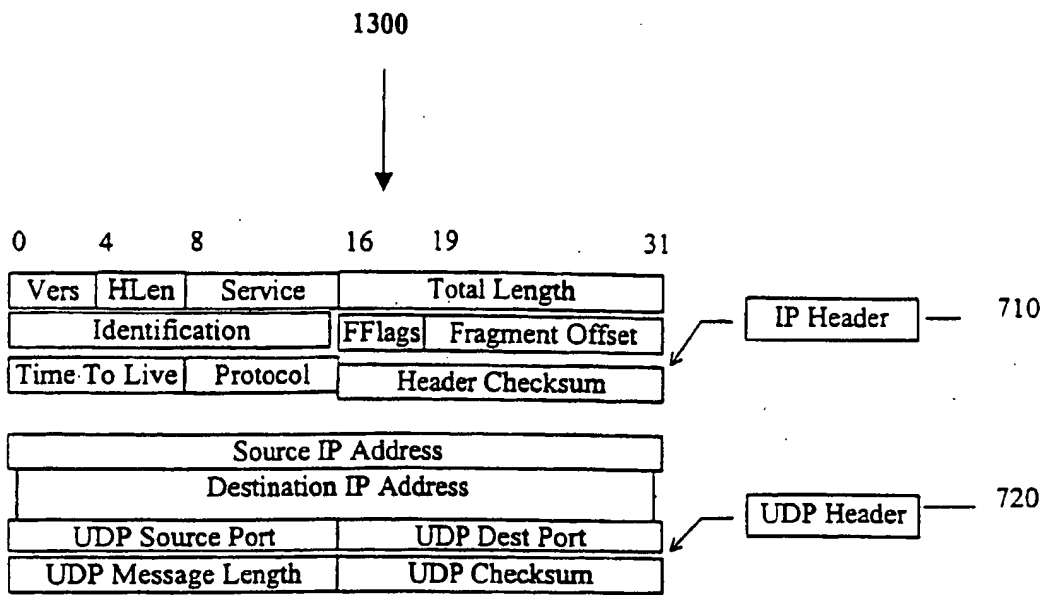 1300
0 4 8 16 19 31
Vers HLen Service Total Length
Identification FFlags Fragment Offset
IP Header 710
Time To Live Protocol Header Checksum
Source IP Address
Destination IP Address
UDP Header 720
UDP Source Port UDP Dest Port
UDP Message Length UDP Checksum